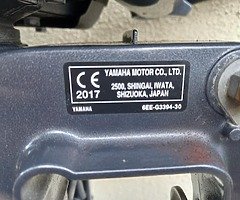 CE
2017
YAMAHA MOTOR CO., LTD.
2500, SHINGAI, IWATA,
SHIZUOKA, JAPAN
YAMAHA
6EE-G3394-30